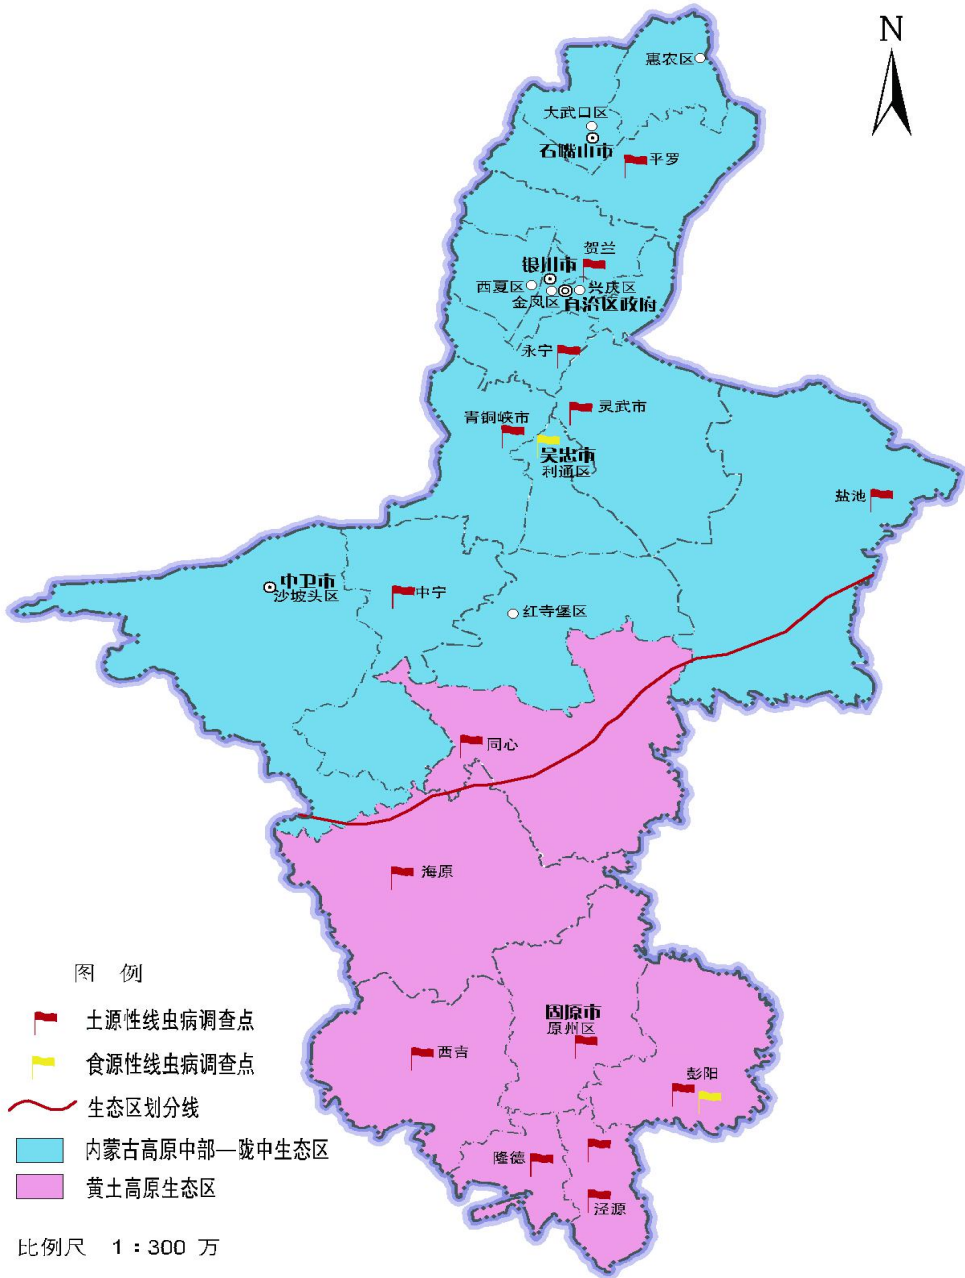 N
惠农区
大武口区
石嘴山市
平罗
贺兰
银川市
西夏区
兴庆区
金凤区
自治区政府
永宁
灵武市
青铜峡市
吴忠市
利通区
盐池
中卫市
沙坡头区
中宁
红寺堡区
同心
海原
固原市
原州区
西吉
彭阳
隆德
泾源
图 例
土源性线虫病调查点
食源性线虫病调查点
生态区划分线
内蒙古高原中部—陇中生态区
黄土高原生态区
比例尺 1：300 万